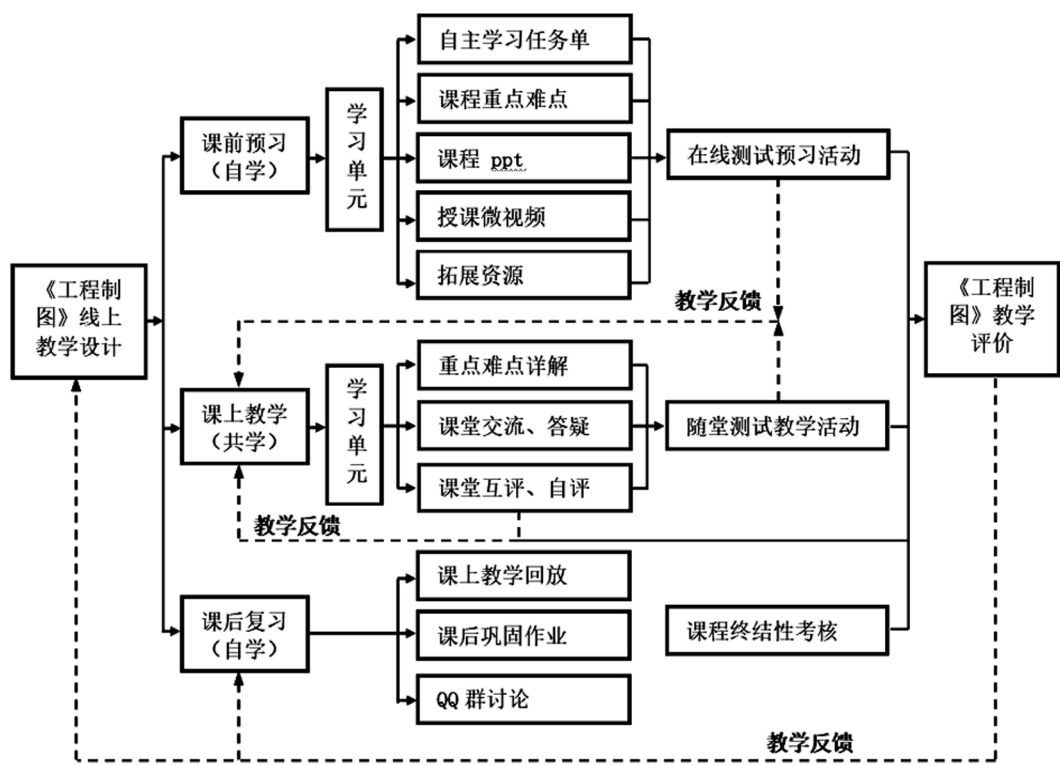 自主学习任务单
课程重点难点
课前预习
（自学）
学
习
单
元
课程 ppt
在线测试预习活动
授课微视频
拓展资源
《工程制
图》线上
教学设计
教学反馈
《工程制
图》教学
评价
重点难点详解
课上教学
（共学）
学
习
单
元
课堂交流、答疑
随堂测试教学活动
课堂互评、自评
教学反馈
课上教学回放
课后复习
（自学）
课后巩固作业
课程终结性考核
QQ 群讨论
教学反馈